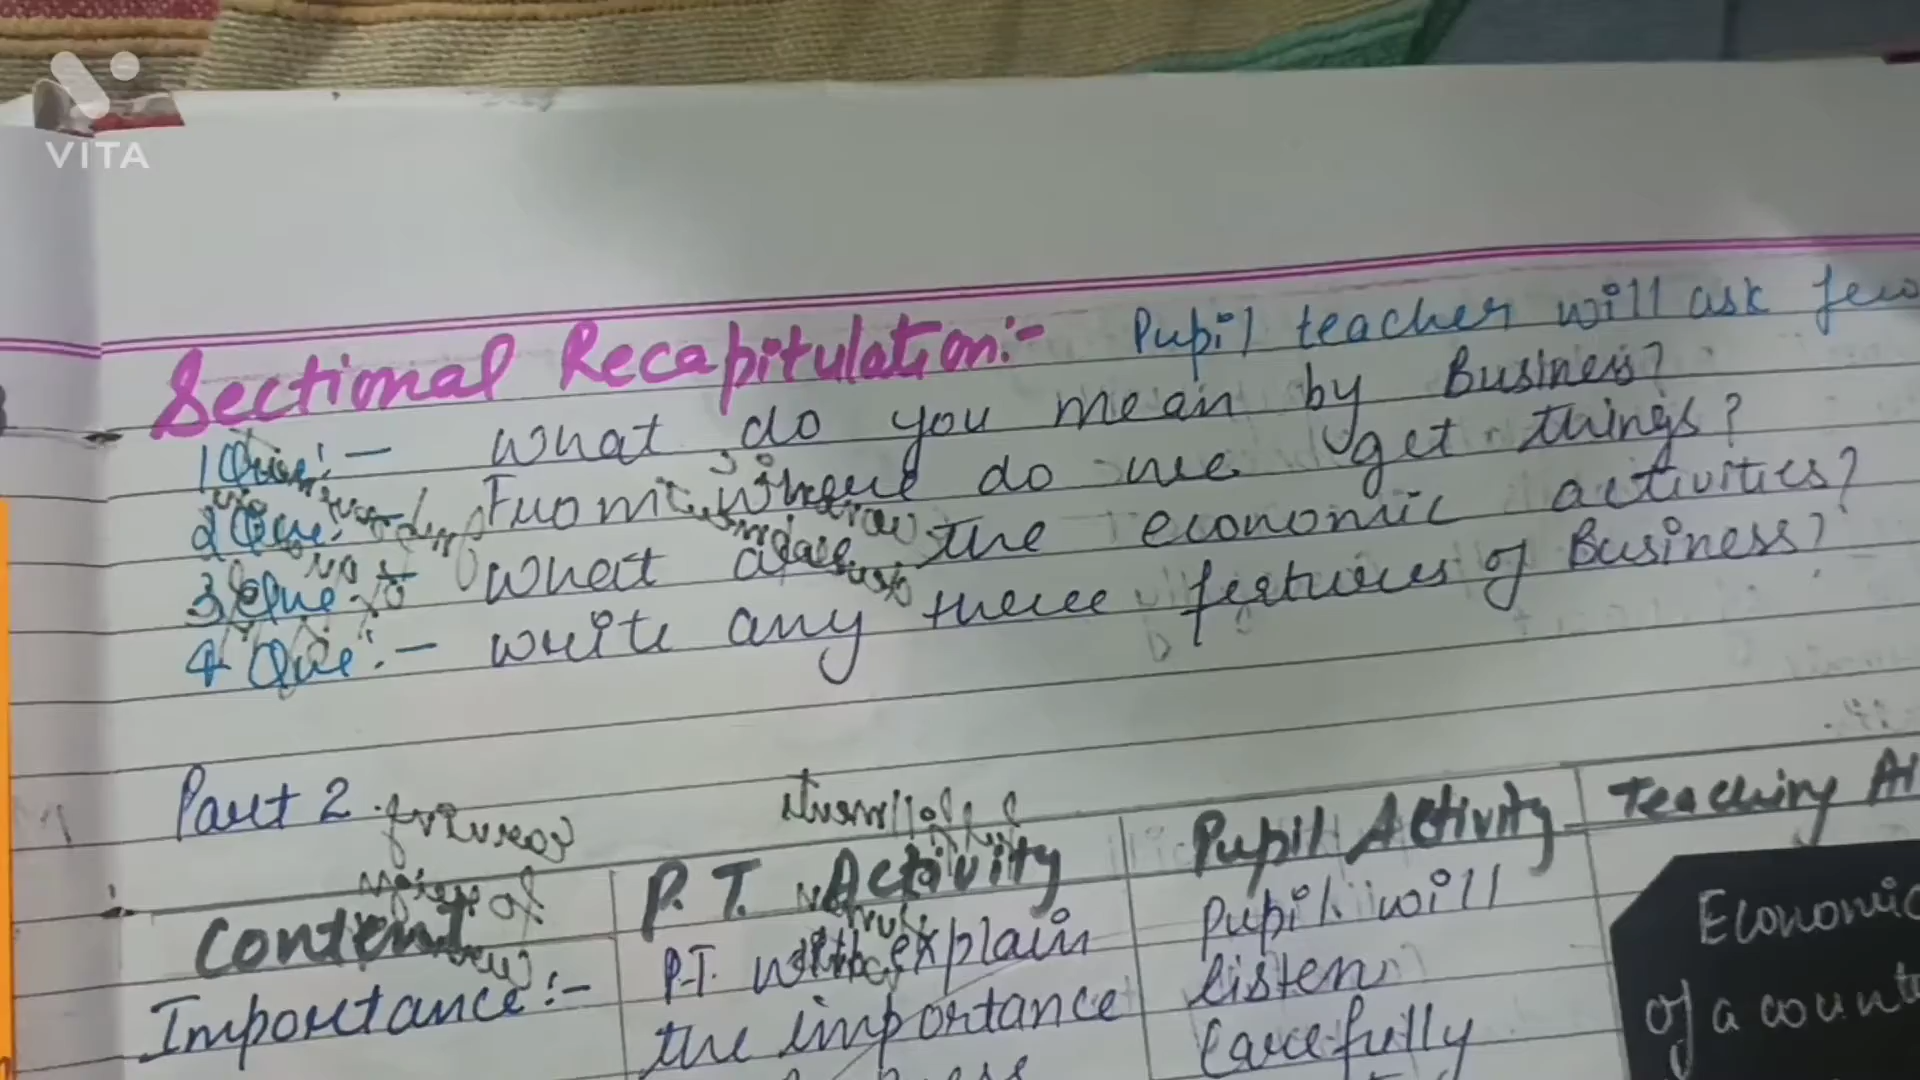 VITA
Sectional Recapitulation:- Pupil teacher will ask few
1 Que:- What do you mean by Business?
2 Que:- From where do we get things?
3 Que:- What are the economic activities?
4 Que:- write any three features of Business?
Part 2
Content P.T. Activity Pupil Activity Teaching
Importance:- P.T. will explain Pupil will
the importance listen
carefully
Economic
of a